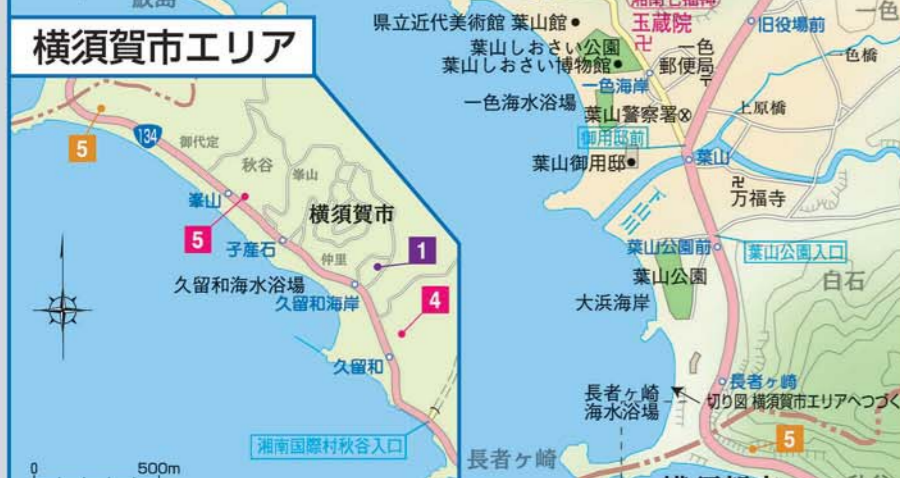 横須賀市エリア
5
134
御代定
秋谷
峯山
峯山
横須賀市
5
子産石
仲里
1
久留和海水浴場
久留和海岸
4
久留和
湘南国際村秋谷入口
0
500m
県立近代美術館 葉山館
玉蔵院
旧役場前
一色
葉山しおさい公園
葉山しおさい博物館
一色
郵便局
一色橋
一色海岸
一色海水浴場
葉山警察署
上原橋
御用邸前
葉山御用邸
葉山
万福寺
下山川
葉山公園前
葉山公園入口
葉山公園
白石
大浜海岸
長者ヶ崎
長者ヶ崎
海水浴場
切り図 横須賀市エリアへつづく
5
長者ヶ崎